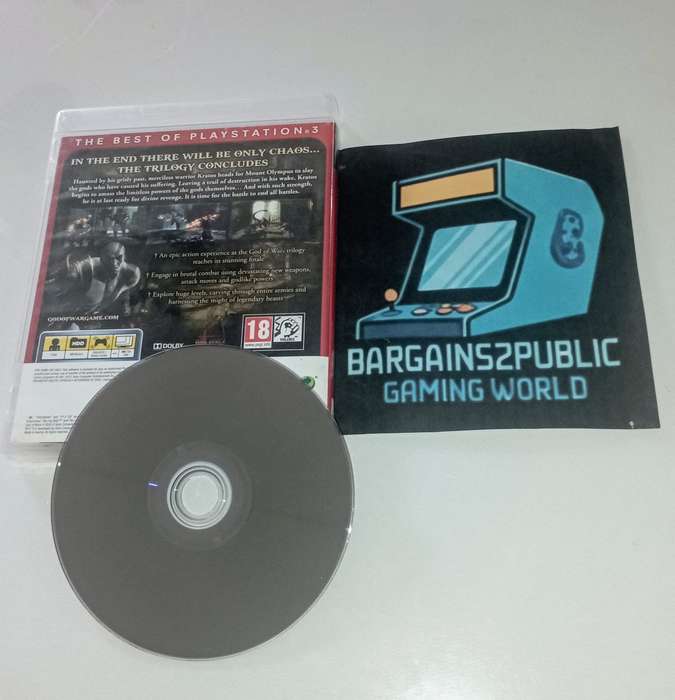 THE BEST OF PLAYSTATION®3
IN THE END THERE WILL BE ONLY CHAOS...
THE TRILOGY CONCLUDES
Haunted by his grisly past, merciless warrior Kratos heads for Mount Olympus to slay
the gods who have caused his suffering. Leaving a trail of destruction in his wake, Kratos
begins to amass the limitless powers of the gods themselves... And with such strength,
he is at last ready for divine revenge. It is time for the battle to end all battles.
† An epic action experience as the God of War® trilogy
reaches its stunning finale
† Engage in brutal combat using devastating new weapons,
attack moves and godlike powers
† Explore huge levels, carving through entire armies and
harnessing the might of legendary beasts
GODOFWARGAME.COM
HDD
18
www.pegi.info
VIOLENCE
DOLBY
BARGAINS2PUBLIC
GAMING WORLD